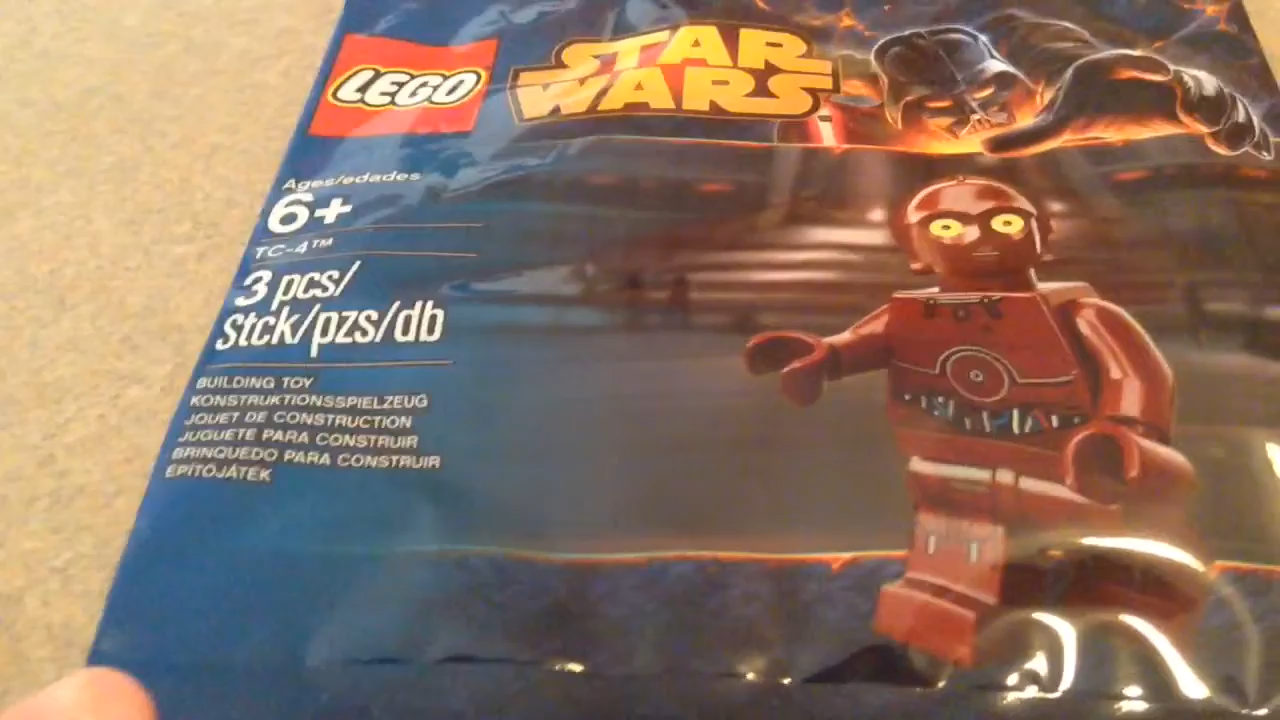 LEGO
STAR
WARS
Ages/edades
6+
TC-4™
3 pcs/
stck/pzs/db
BUILDING TOY
KONSTRUKTIONSSPIELZEUG
JOUET DE CONSTRUCTION
JUGUETE PARA CONSTRUIR
BRINQUEDO PARA CONSTRUIR
ÉPÍTŐJÁTÉK